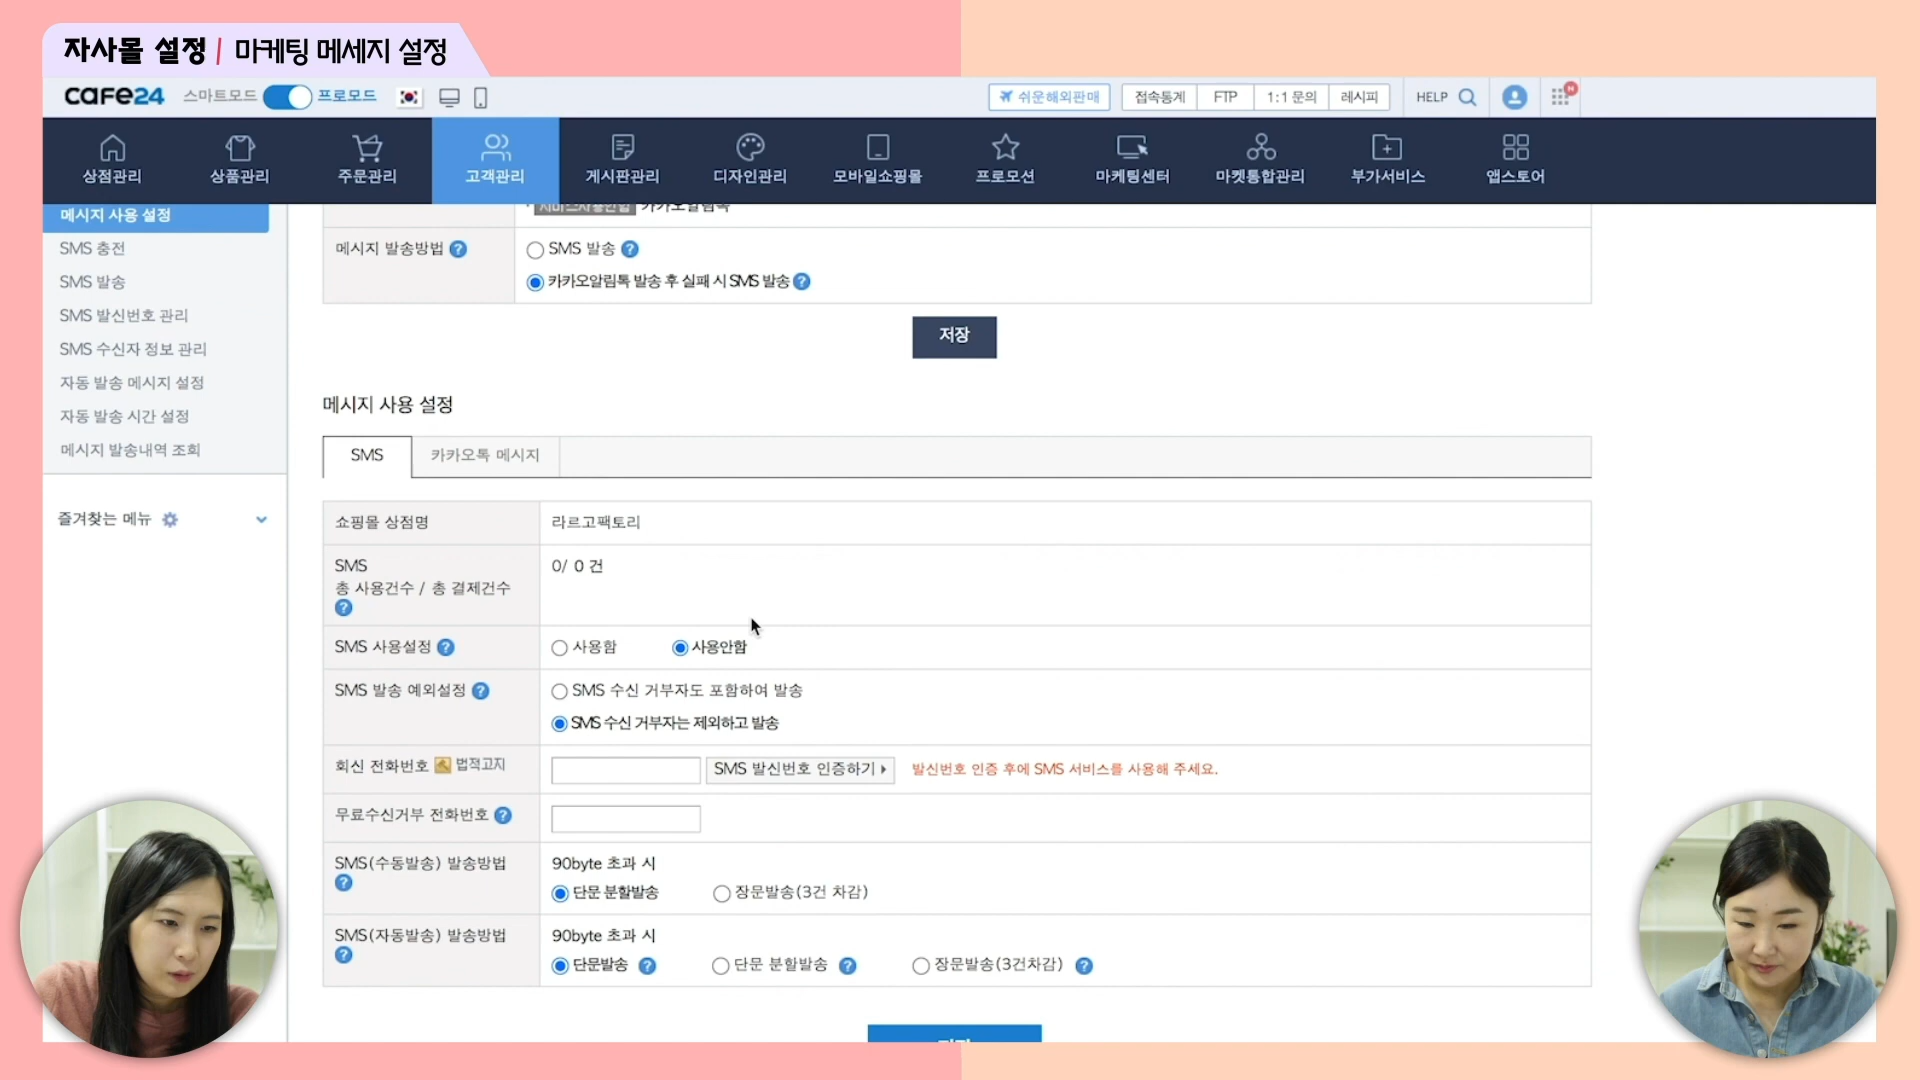 자사몰 설정 | 마케팅 메세지 설정
cafe24 스마트모드 프로모드 쉬운해외판매 접속통계 FTP 1:1 문의 레시피 HELP
상점관리 상품관리 주문관리 고객관리 게시판관리 디자인관리 모바일쇼핑몰 프로모션 마케팅센터 마켓통합관리 부가서비스 앱스토어
메시지 사용 설정
SMS 충전
SMS 발송
SMS 발신번호 관리
SMS 수신자 정보 관리
자동 발송 메시지 설정
자동 발송 시간 설정
메시지 발송내역 조회
즐겨찾는 메뉴
서비스사용안함 카카오알림톡
메시지 발송방법 ? SMS 발송 ?
카카오알림톡 발송 후 실패 시 SMS 발송 ?
저장
메시지 사용 설정
SMS 카카오톡 메시지
쇼핑몰 상점명 라르고팩토리
SMS 0/ 0 건
총 사용건수 / 총 결제건수
?
SMS 사용설정 ? 사용함 사용안함
SMS 발송 예외설정 ? SMS 수신 거부자도 포함하여 발송
SMS 수신 거부자는 제외하고 발송
회신 전화번호 법적고지 SMS 발신번호 인증하기 발신번호 인증 후에 SMS 서비스를 사용해 주세요.
무료수신거부 전화번호 ?
SMS(수동발송) 발송방법 90byte 초과 시
? 단문 분할발송 장문발송(3건 차감)
SMS(자동발송) 발송방법 90byte 초과 시
? 단문발송 ? 단문 분할발송 ? 장문발송(3건차감) ?